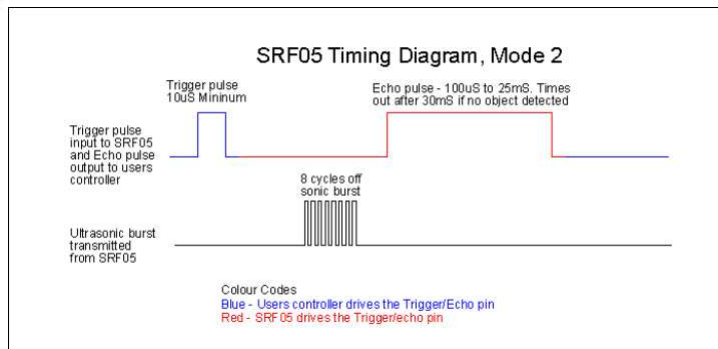 SRF05 Timing Diagram, Mode 2
Trigger pulse
10uS Mininum
Echo pulse - 100uS to 25mS. Times
out after 30mS if no object detected
Trigger pulse
input to SRF05
and Echo pulse
output to users
controller
8 cycles off
sonic burst
Ultrasonic burst
transmitted
from SRF05
Colour Codes
Blue - Users controller drives the Trigger/Echo pin
Red - SRF05 drives the Trigger/echo pin